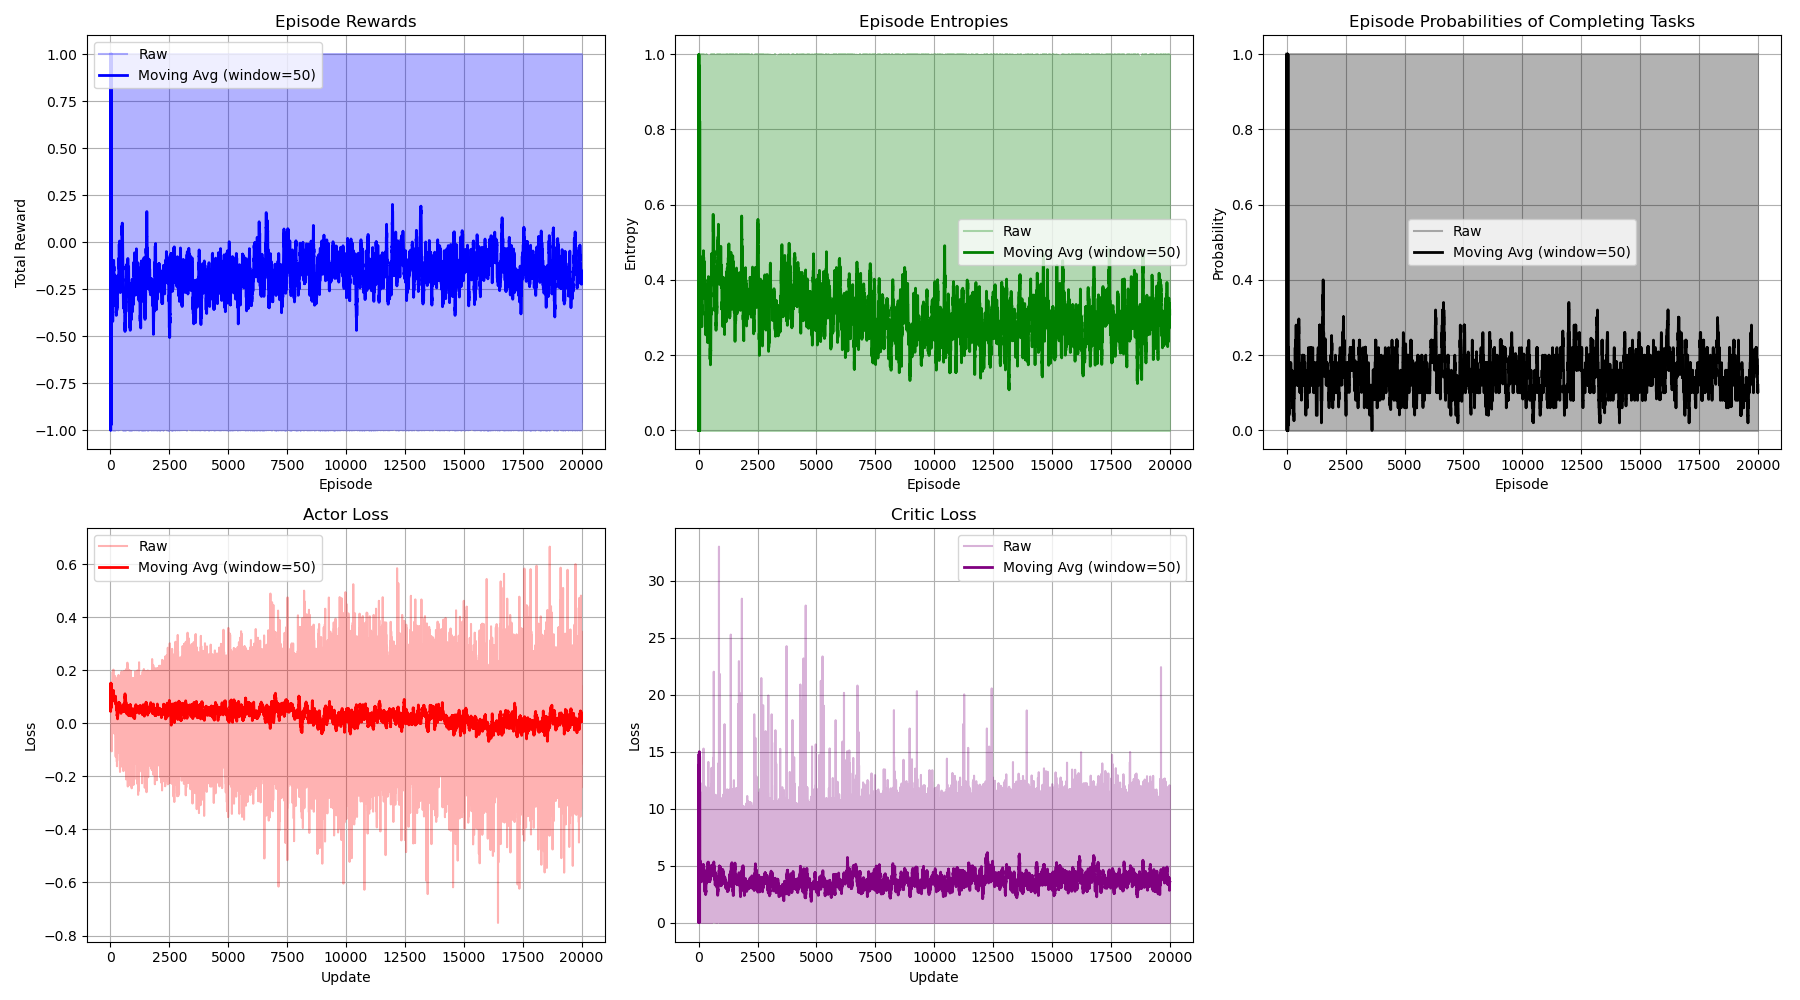 Episode Rewards
Raw
Moving Avg (window=50)
Total Reward
1.00
0.75
0.50
0.25
0.00
−0.25
−0.50
−0.75
−1.00
0 2500 5000 7500 10000 12500 15000 17500 20000
Episode
Episode Entropies
Raw
Moving Avg (window=50)
Entropy
1.0
0.8
0.6
0.4
0.2
0.0
0 2500 5000 7500 10000 12500 15000 17500 20000
Episode
Episode Probabilities of Completing Tasks
Raw
Moving Avg (window=50)
Probability
1.0
0.8
0.6
0.4
0.2
0.0
0 2500 5000 7500 10000 12500 15000 17500 20000
Episode
Actor Loss
Raw
Moving Avg (window=50)
Loss
0.6
0.4
0.2
0.0
−0.2
−0.4
−0.6
−0.8
0 2500 5000 7500 10000 12500 15000 17500 20000
Update
Critic Loss
Raw
Moving Avg (window=50)
Loss
30
25
20
15
10
5
0
0 2500 5000 7500 10000 12500 15000 17500 20000
Update